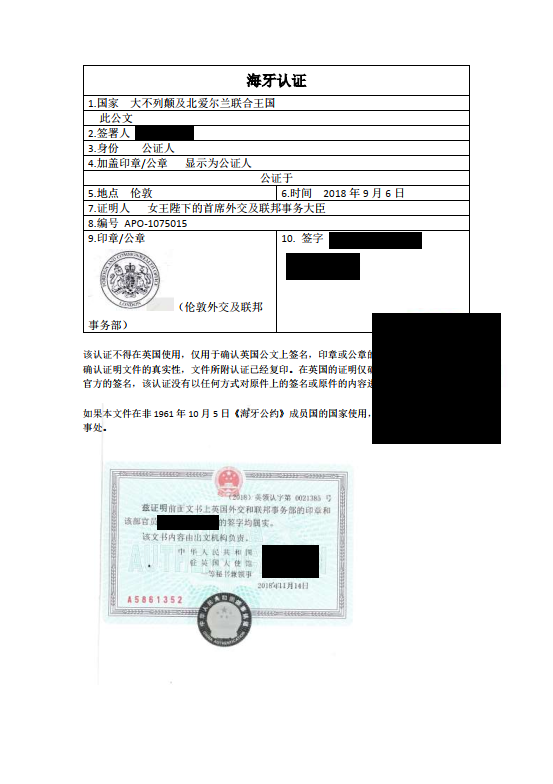 海牙认证
1.国家 大不列颠及北爱尔兰联合王国
此公文
2.签署人
3.身份 公证人
4.加盖印章/公章 显示为公证人
公证于
5.地点 伦敦
6.时间 2018 年 9 月 6 日
7.证明人 女王陛下的首席外交及联邦事务大臣
8.编号 APO-1075015
9.印章/公章
10. 签字
LONDON
（伦敦外交及联邦
事务部）
该认证不得在英国使用，仅用于确认英国公文上签名，印章或公章的
确认证明文件的真实性，文件所附认证已经复印。在英国的证明仅确
官方的签名，该认证没有以任何方式对原件上的签名或原件的内容进
如果本文件在非 1961 年 10 月 5 日《海牙公约》成员国的国家使用，
事处。
英领认字第 0021385 号
兹证明前面文书上英国外交和联邦事务部的印章和
该部官员 的签字均属实。
该文书内容由出文机构负责。
中华人民共和国
驻英国大使馆
一等秘书兼领事
11月14日
A5861352